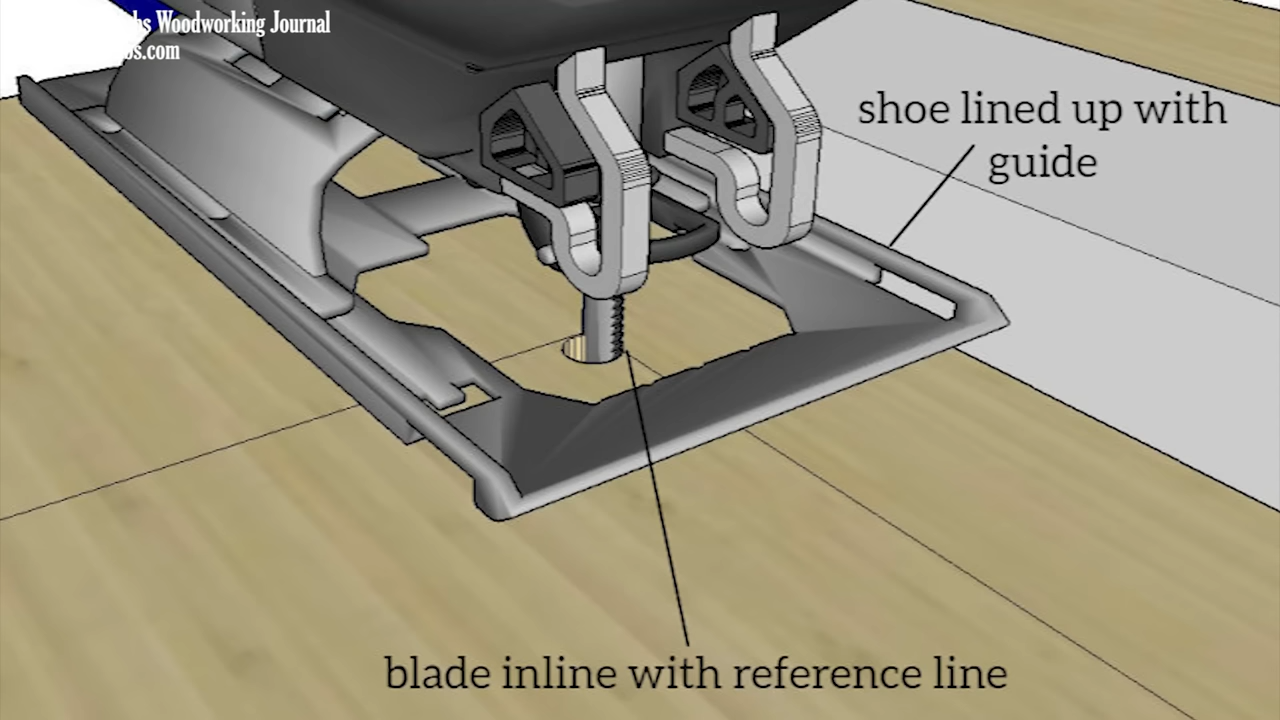 Woodworking Journal
shoe lined up with
guide
blade inline with reference line